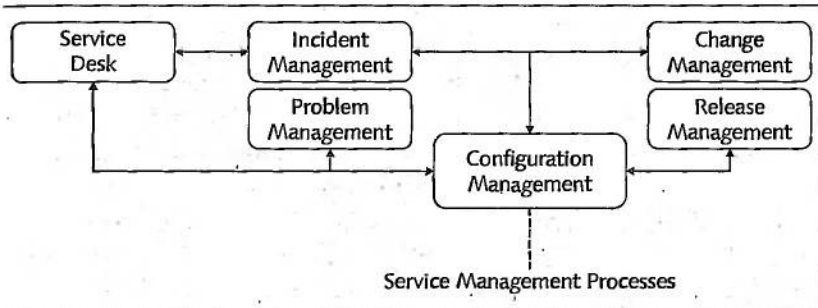 Service
Desk
Incident
Management
Change
Management
Problem
Management
Release
Management
Configuration
Management
Service Management Processes